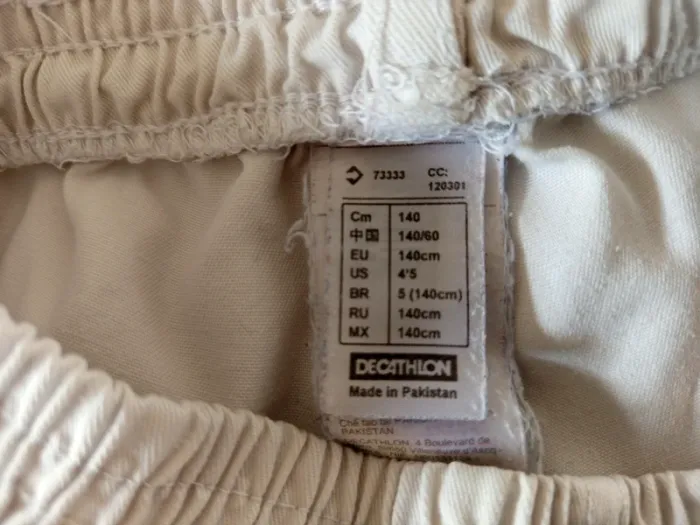 73333 CC:
120301
Cm 140
中国 140/60
EU 140cm
US 4'5
BR 5 (140cm)
RU 140cm
MX 140cm
DECATHLON
Made in Pakistan
PAKISTAN
DECATHLON, 4 Boulevard de